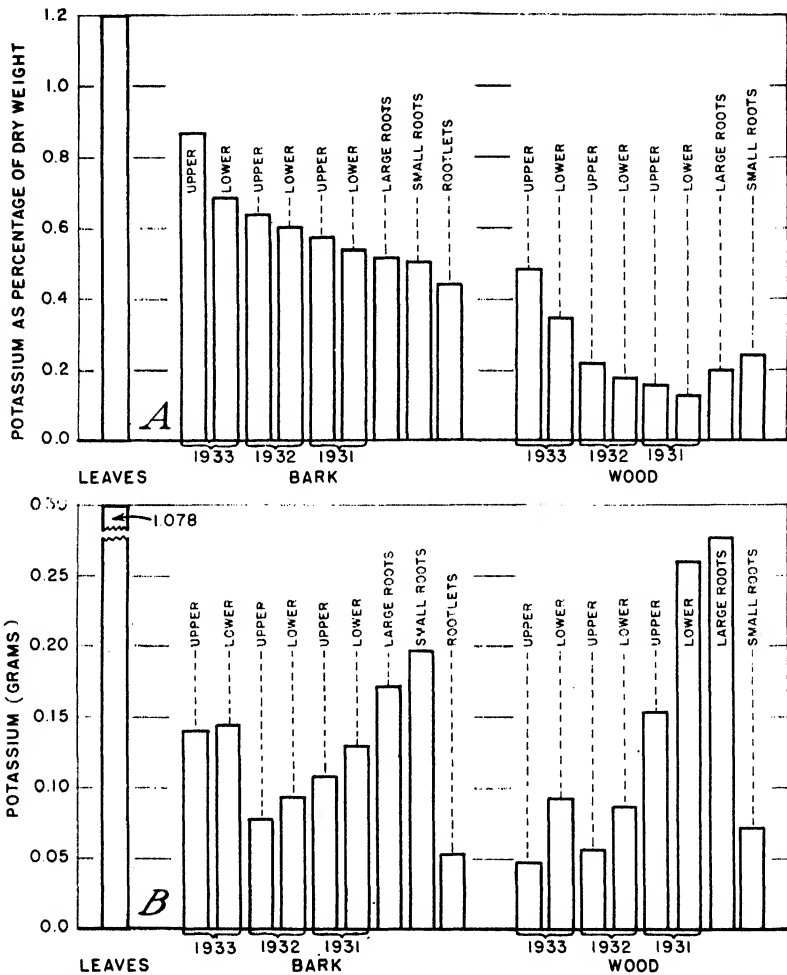 POTASSIUM AS PERCENTAGE OF DRY WEIGHT
1.2
1.0
0.8
0.6
0.4
0.2
0.0
UPPER
LOWER
UPPER
LOWER
UPPER
LOWER
LARGE ROOTS
SMALL ROOTS
ROOTLETS
UPPER
LOWER
UPPER
LOWER
UPPER
LOWER
LARGE ROOTS
SMALL ROOTS
A
1933 1932 1931 1933 1932 1931
LEAVES BARK WOOD
POTASSIUM (GRAMS)
0.30
0.25
0.20
0.15
0.10
0.05
0.0
1.078
UPPER
LOWER
UPPER
LOWER
UPPER
LOWER
LARGE ROOTS
SMALL ROOTS
ROOTLETS
UPPER
LOWER
UPPER
LOWER
UPPER
LOWER
LARGE ROOTS
SMALL ROOTS
B
1933 1932 1931 1933 1932 1931
LEAVES BARK WOOD